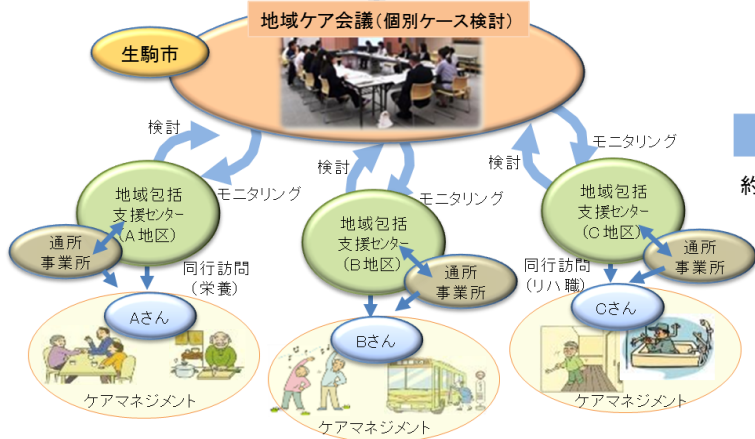 地域ケア会議（個別ケース検討）
生駒市
検討
モニタリング
検討
モニタリング
検討
モニタリング
約
地域包括
支援センター
（A地区）
通所
事業所
同行訪問
（栄養）
Aさん
ケアマネジメント
地域包括
支援センター
（B地区）
通所
事業所
Bさん
ケアマネジメント
地域包括
支援センター
（C地区）
通所
事業所
同行訪問
（リハ職）
Cさん
ケアマネジメント